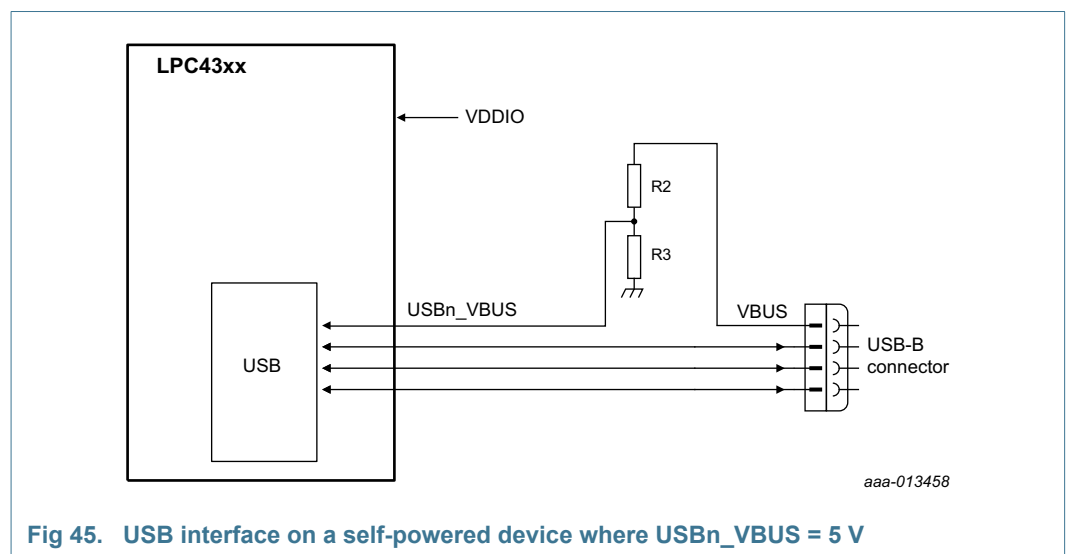 LPC43xx
VDDIO
R2
R3
USBn_VBUS
VBUS
USB
USB-B
connector
aaa-013458
Fig 45. USB interface on a self-powered device where USBn_VBUS = 5 V